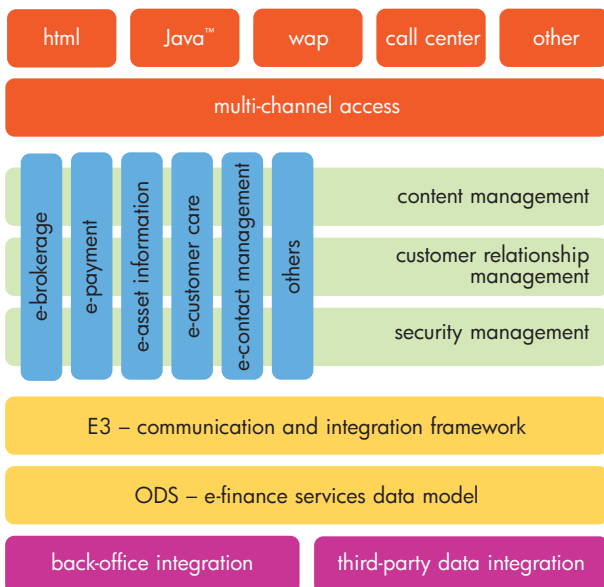 html
Java™
wap
call center
other
multi-channel access
e-brokerage
e-payment
e-asset information
e-customer care
e-contact management
others
content management
customer relationship
management
security management
E3 – communication and integration framework
ODS – e-finance services data model
back-office integration
third-party data integration